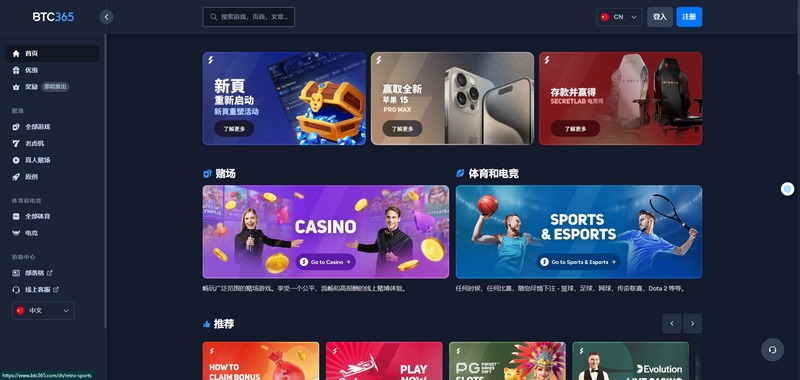 BTC365
搜索游戏，页面，文章...
CN
登入
注册
首页
优惠
奖励 即将推出
赌场
全部游戏
老虎机
真人赌场
原创
体育和电竞
全部体育
电竞
协助中心
部落格
线上客服
中文
新頁
重新启动
新頁重塑活动
了解更多
赢取全新
苹果 15
PRO MAX
了解更多
存款并赢得
SECRETLAB 电竞椅
了解更多
赌场
CASINO
Go to Casino
畅玩广泛范围的赌场游戏。享受一个公平、流畅和高报酬的线上赌博体验。
体育和电竞
SPORTS
& ESPORTS
Go to Sports & Esports
任何时侯，任何比赛，随您尽情下注 - 篮球，足球，网球，传奇联赛，Dota 2 等等。
推荐
HOW TO
CLAIM BONUS
PLAY
NOW
PG POCKET GAMES SOFT
SLOTS
Evolution
LIVE CASINO
https://www.btc365.com/zh/retro-sports